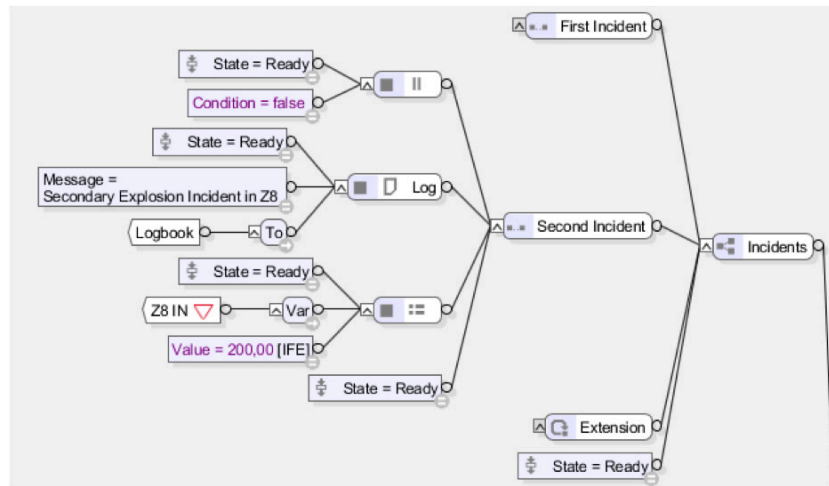 First Incident
State = Ready
Condition = false
State = Ready
Message =
Secondary Explosion Incident in Z8
Log
Logbook
To
Second Incident
Incidents
State = Ready
Z8 IN
Var
Value = 200,00 [IFE]
State = Ready
Extension
State = Ready